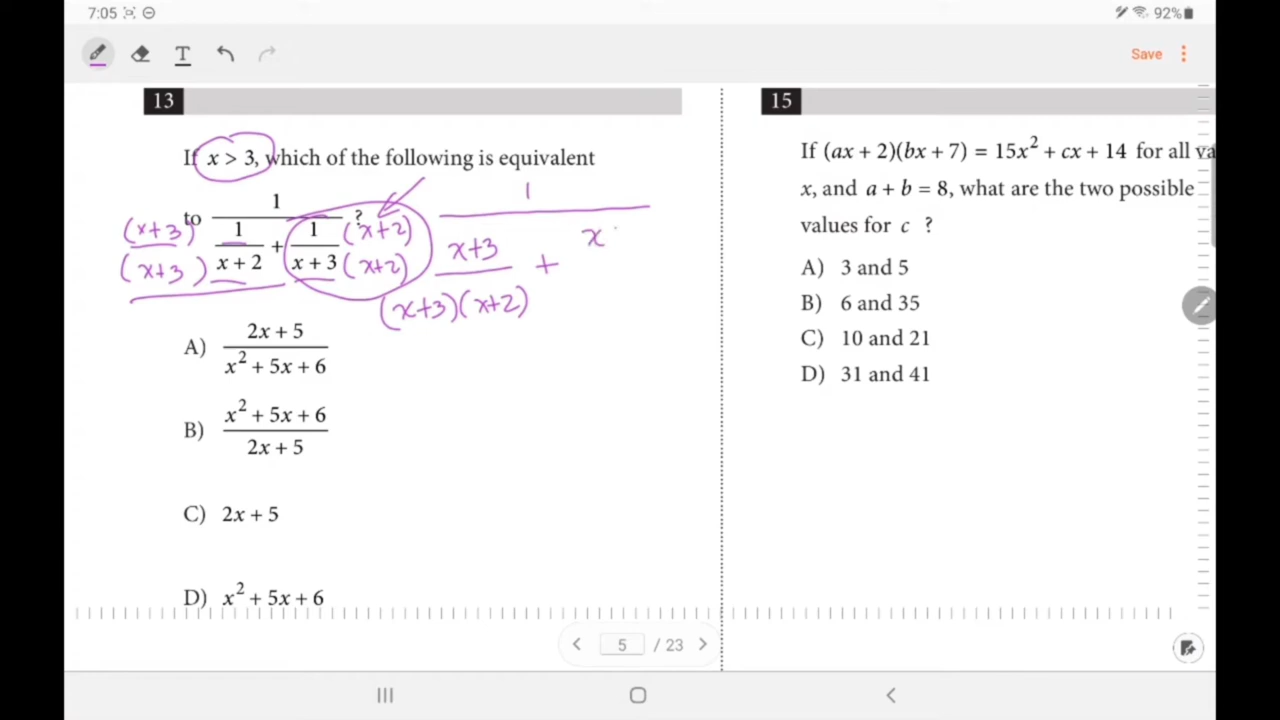 7:05 92%
T Save
13
If x > 3, which of the following is equivalent
to 1/(1/(x + 2) + 1/(x + 3)) ?
(x+3) (x+2)
(x+3) (x+2)
1
x+3 + x
(x+3)(x+2)
A) (2x + 5)/(x² + 5x + 6)
B) (x² + 5x + 6)/(2x + 5)
C) 2x + 5
D) x² + 5x + 6
15
If (ax + 2)(bx + 7) = 15x² + cx + 14 for all va
x, and a + b = 8, what are the two possible
values for c ?
A) 3 and 5
B) 6 and 35
C) 10 and 21
D) 31 and 41
5 / 23